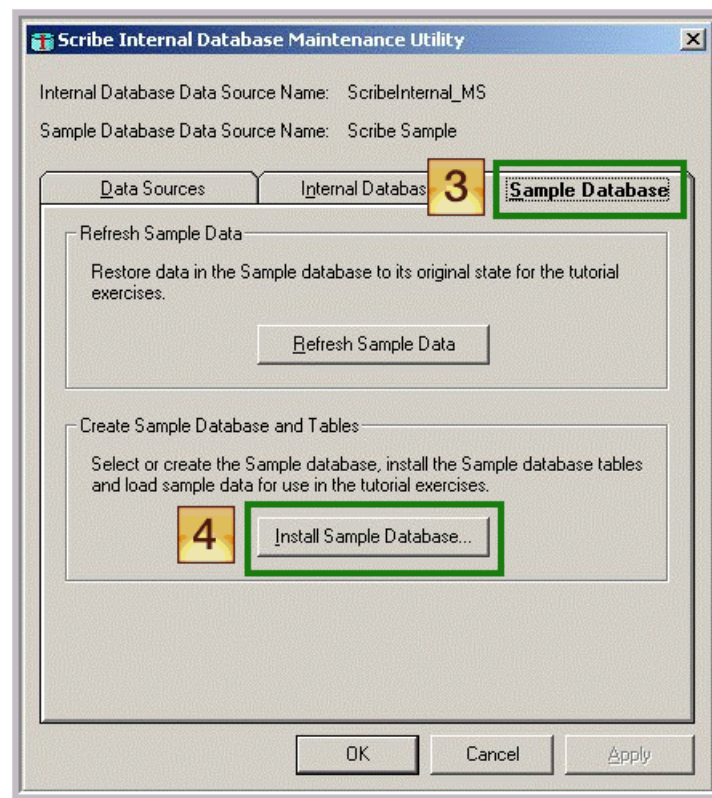 Scribe Internal Database Maintenance Utility
Internal Database Data Source Name: ScribeInternal_MS
Sample Database Data Source Name: Scribe Sample
Data Sources
Internal Databas
3
Sample Database
Refresh Sample Data
Restore data in the Sample database to its original state for the tutorial
exercises.
Refresh Sample Data
Create Sample Database and Tables
Select or create the Sample database, install the Sample database tables
and load sample data for use in the tutorial exercises.
4
Install Sample Database...
OK Cancel Apply